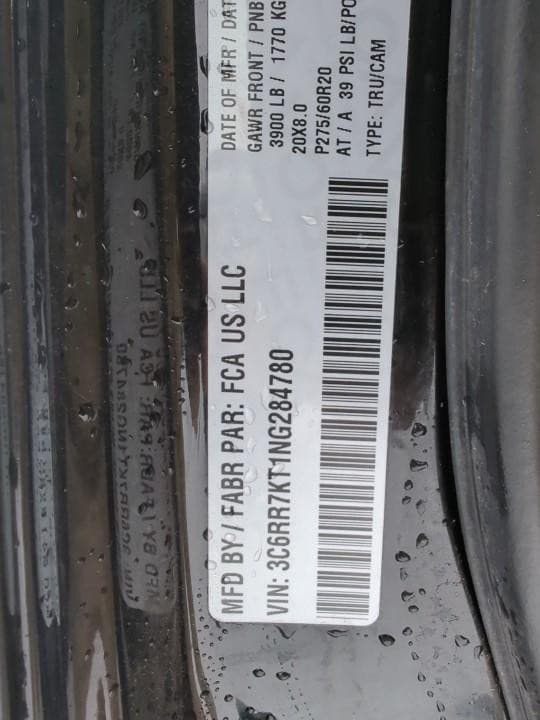 MFD BY / FABR PAR: FCA US LLC
VIN: 3C6RR7KT1NG284780
DATE OF MFR / DAT
GAWR FRONT / PNB
3900 LB / 1770 KG
20X8.0
P275/60R20
AT / A 39 PSI LB/PO
TYPE: TRU/CAM